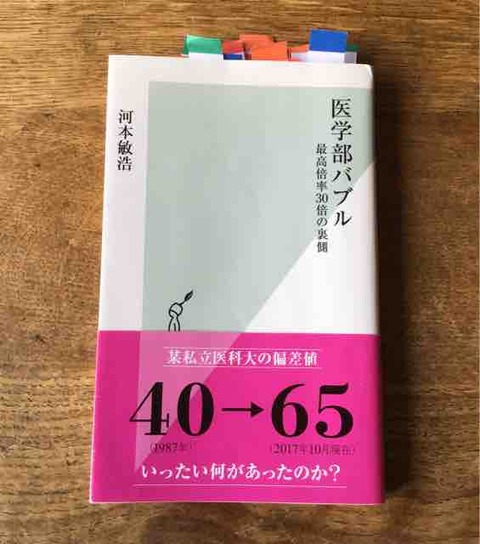 医学部バブル
最高倍率30倍の裏側
河本敏浩
某私立医科大の偏差値
40→65
(1987年) (2017年10月現在)
いったい何があったのか?